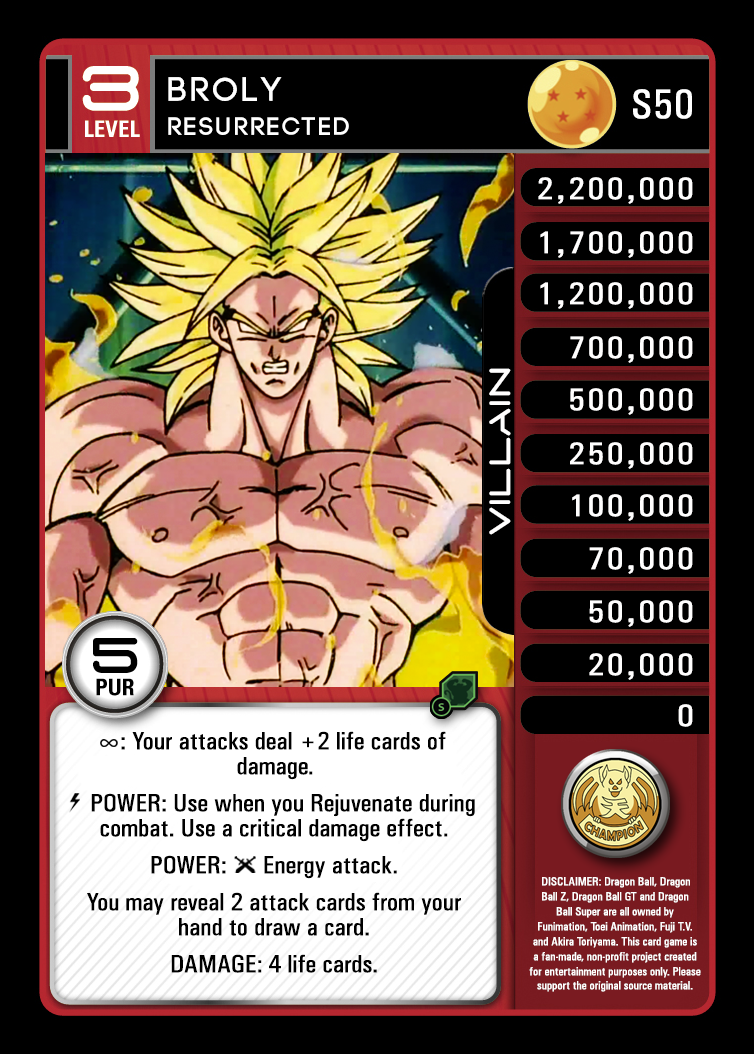 3
LEVEL
BROLY
RESURRECTED
S50
2,200,000
1,700,000
1,200,000
700,000
500,000
250,000
100,000
70,000
50,000
20,000
0
VILLAIN
5
PUR
S
∞: Your attacks deal +2 life cards of
damage.
POWER: Use when you Rejuvenate during
combat. Use a critical damage effect.
POWER: Energy attack.
You may reveal 2 attack cards from your
hand to draw a card.
DAMAGE: 4 life cards.
CHAMPION
DISCLAIMER: Dragon Ball, Dragon
Ball Z, Dragon Ball GT and Dragon
Ball Super are all owned by
Funimation, Toei Animation, Fuji T.V.
and Akira Toriyama. This card game is
a fan-made, non-profit project created
for entertainment purposes only. Please
support the original source material.